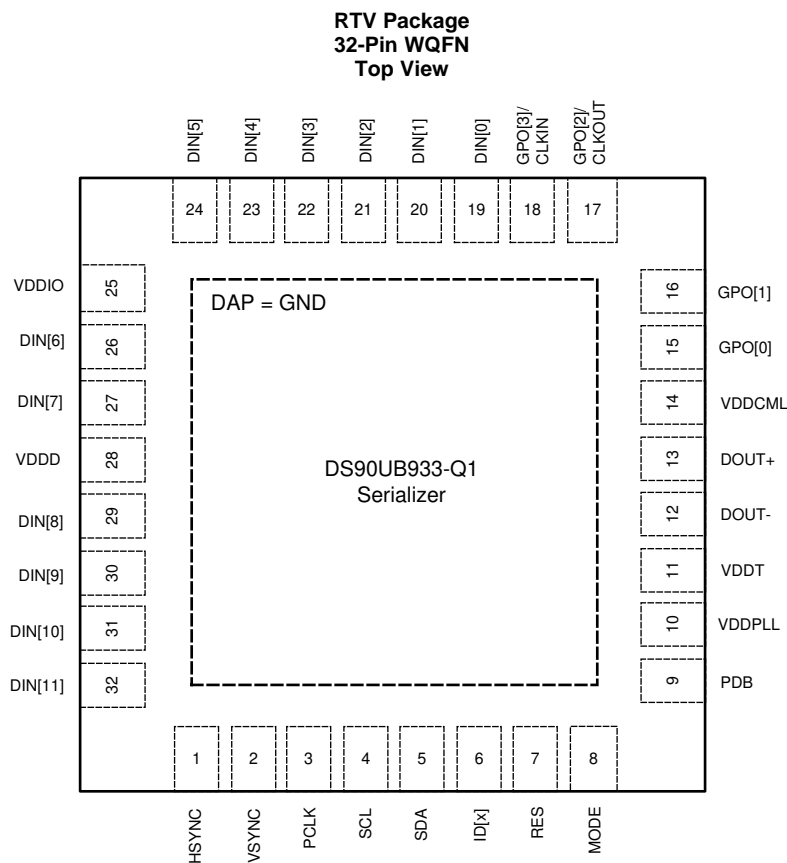 RTV Package
32-Pin WQFN
Top View
DIN[5]
DIN[4]
DIN[3]
DIN[2]
DIN[1]
DIN[0]
GPO[3]/
CLKIN
GPO[2]/
CLKOUT
24
23
22
21
20
19
18
17
VDDIO
25
DIN[6]
26
DIN[7]
27
VDDD
28
DIN[8]
29
DIN[9]
30
DIN[10]
31
DIN[11]
32
DAP = GND
DS90UB933-Q1
Serializer
16
GPO[1]
15
GPO[0]
14
VDDCML
13
DOUT+
12
DOUT-
11
VDDT
10
VDDPLL
9
PDB
1
2
3
4
5
6
7
8
HSYNC
VSYNC
PCLK
SCL
SDA
ID[x]
RES
MODE